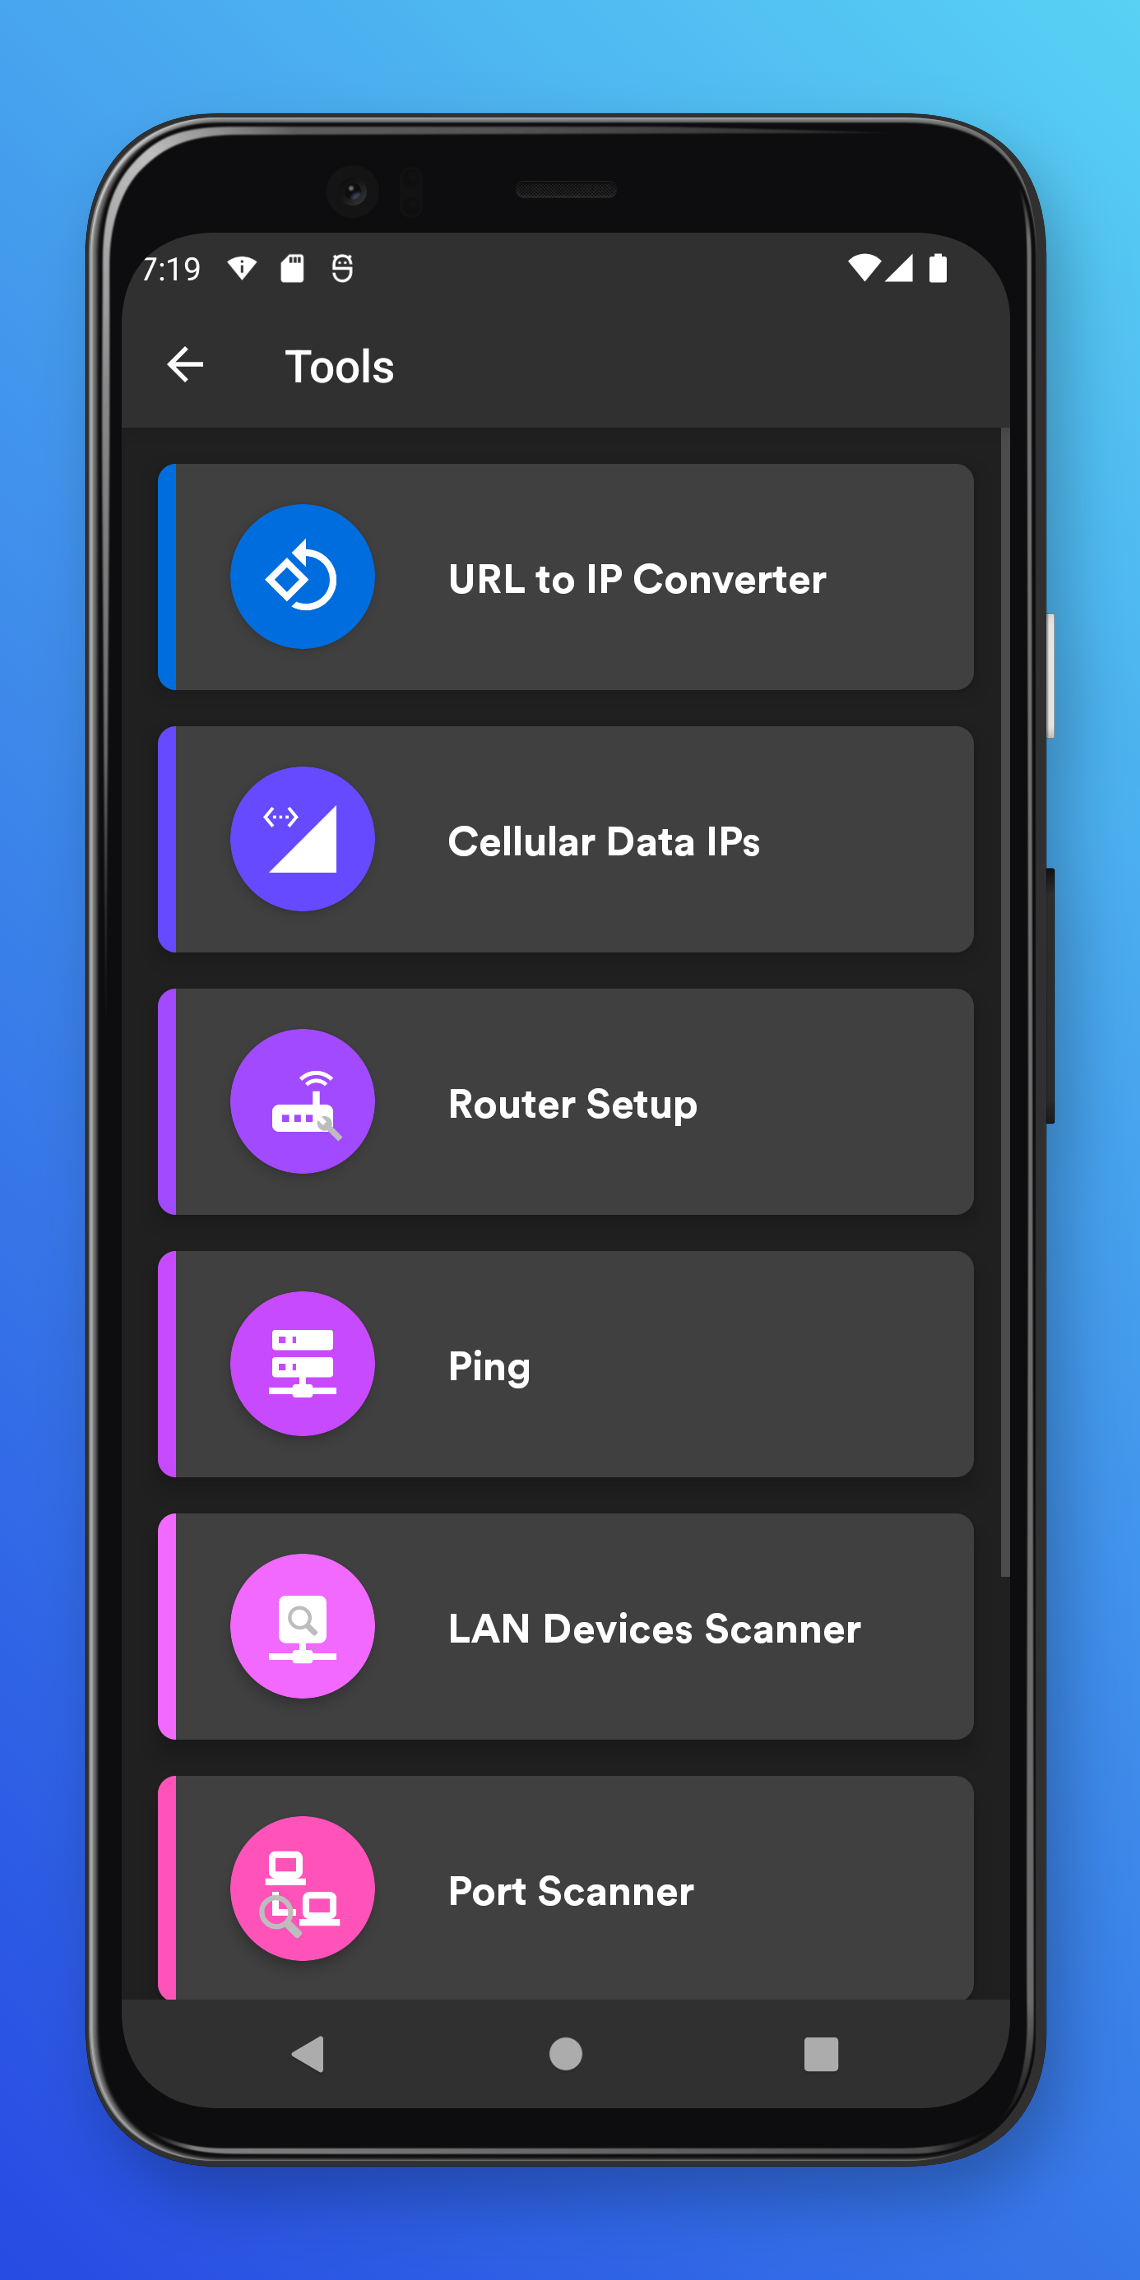 7:19
Tools
URL to IP Converter
Cellular Data IPs
Router Setup
Ping
LAN Devices Scanner
Port Scanner